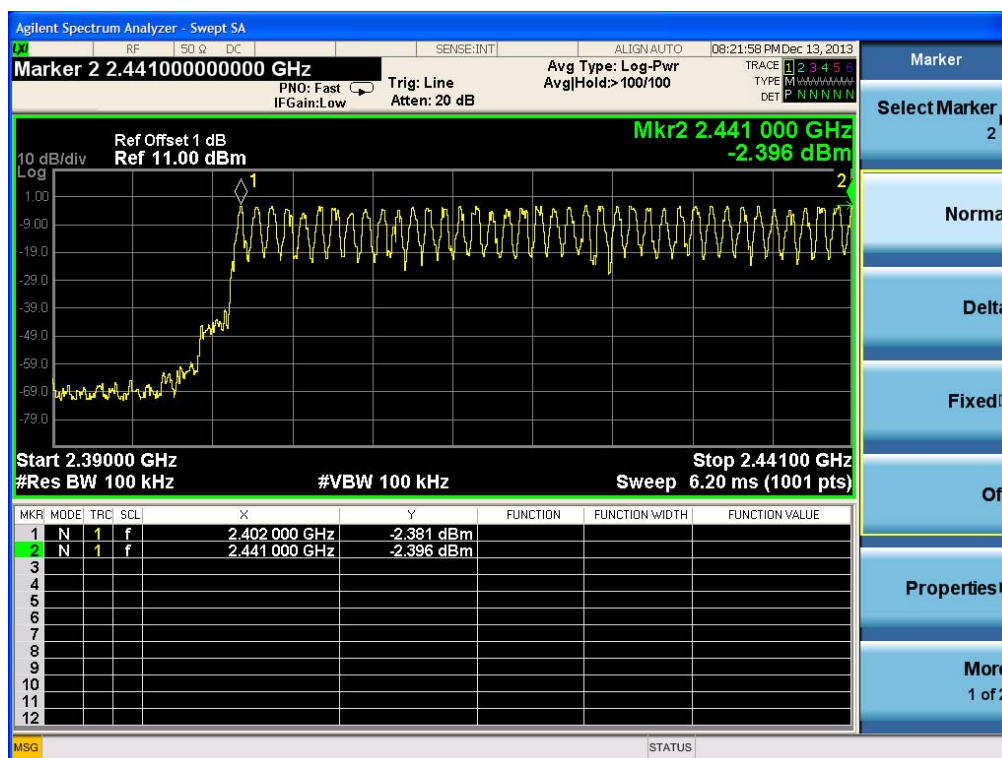 Agilent Spectrum Analyzer - Swept SA
LXI RF 50 Ω DC SENSE:INT ALIGN AUTO 08:21:58 PM Dec 13, 2013
Marker 2 2.441000000000 GHz
PNO: Fast
IFGain:Low
Trig: Line
Atten: 20 dB
Avg Type: Log-Pwr
Avg|Hold:>100/100
TRACE 1 2 3 4 5 6
TYPE M
DET P N N N N N
Mkr2 2.441 000 GHz
-2.396 dBm
Ref Offset 1 dB
10 dB/div Ref 11.00 dBm
Log
1
2
1.00
-9.00
-19.0
-29.0
-39.0
-49.0
-59.0
-69.0
-79.0
Start 2.39000 GHz Stop 2.44100 GHz
#Res BW 100 kHz #VBW 100 kHz Sweep 6.20 ms (1001 pts)
MKR MODE TRC SCL X Y FUNCTION FUNCTION WIDTH FUNCTION VALUE
1 N 1 f 2.402 000 GHz -2.381 dBm
2 N 1 f 2.441 000 GHz -2.396 dBm
3
4
5
6
7
8
9
10
11
12
MSG STATUS
Marker
Select Marker
2
Norma
Delta
Fixed
Of
Properties
More
1 of 2